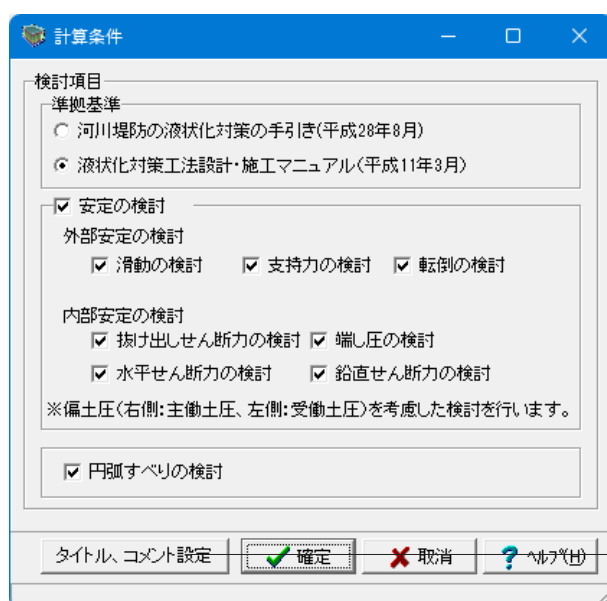 計算条件
検討項目
準拠基準
河川堤防の液状化対策の手引き(平成28年8月)
液状化対策工法設計・施工マニュアル(平成11年3月)
安定の検討
外部安定の検討
滑動の検討 支持力の検討 転倒の検討
内部安定の検討
抜け出しせん断力の検討 端し圧の検討
水平せん断力の検討 鉛直せん断力の検討
※偏土圧(右側:主働土圧、左側:受働土圧)を考慮した検討を行います。
円弧すべりの検討
タイトル、コメント設定 確定 取消 ? ヘルプ(H)